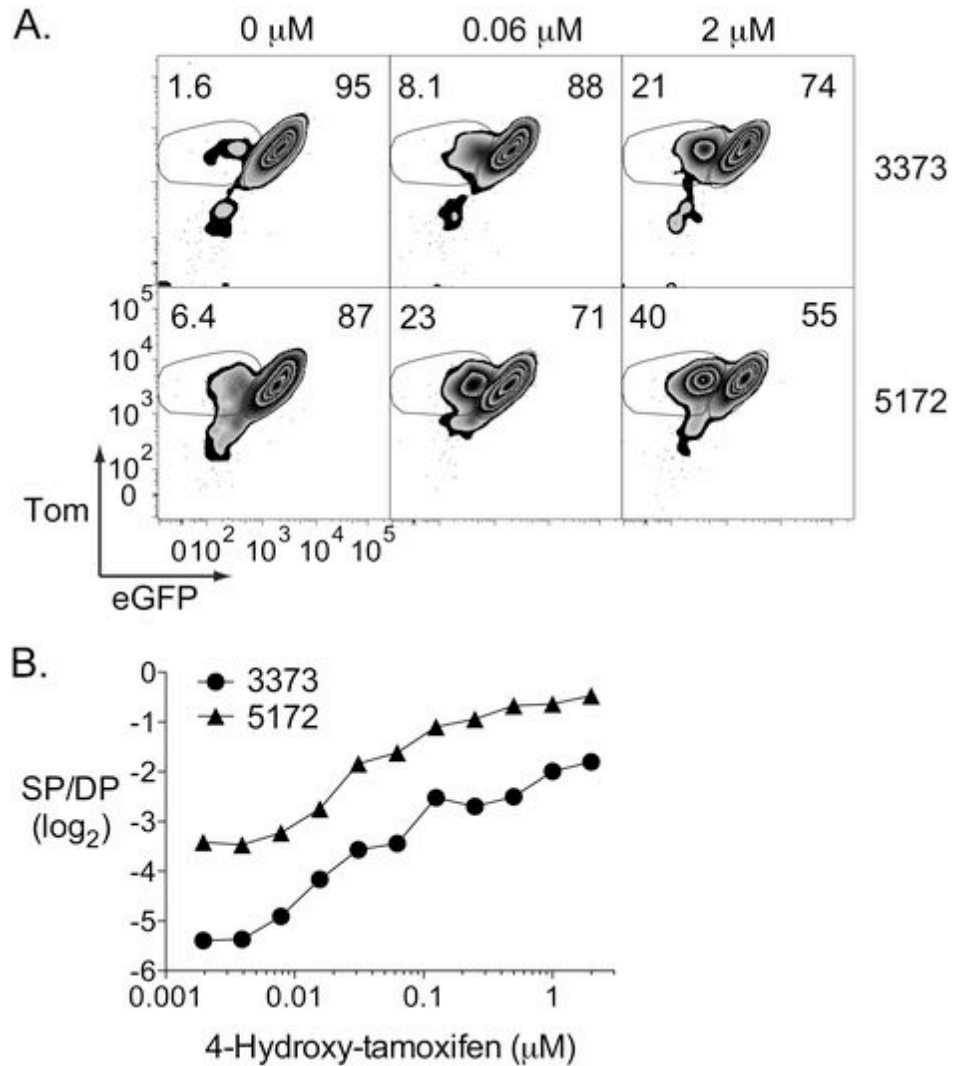 A.
0 μM 0.06 μM 2 μM
1.6 95 8.1 88 21 74
3373
10⁵
6.4 87 23 71 40 55
10⁴
10³
5172
10²
0
Tom
0 10² 10³ 10⁴ 10⁵
eGFP
B.
0
3373
5172
-1
-2
SP/DP
(log₂)
-3
-4
-5
-6
0.001 0.01 0.1 1
4-Hydroxy-tamoxifen (μM)